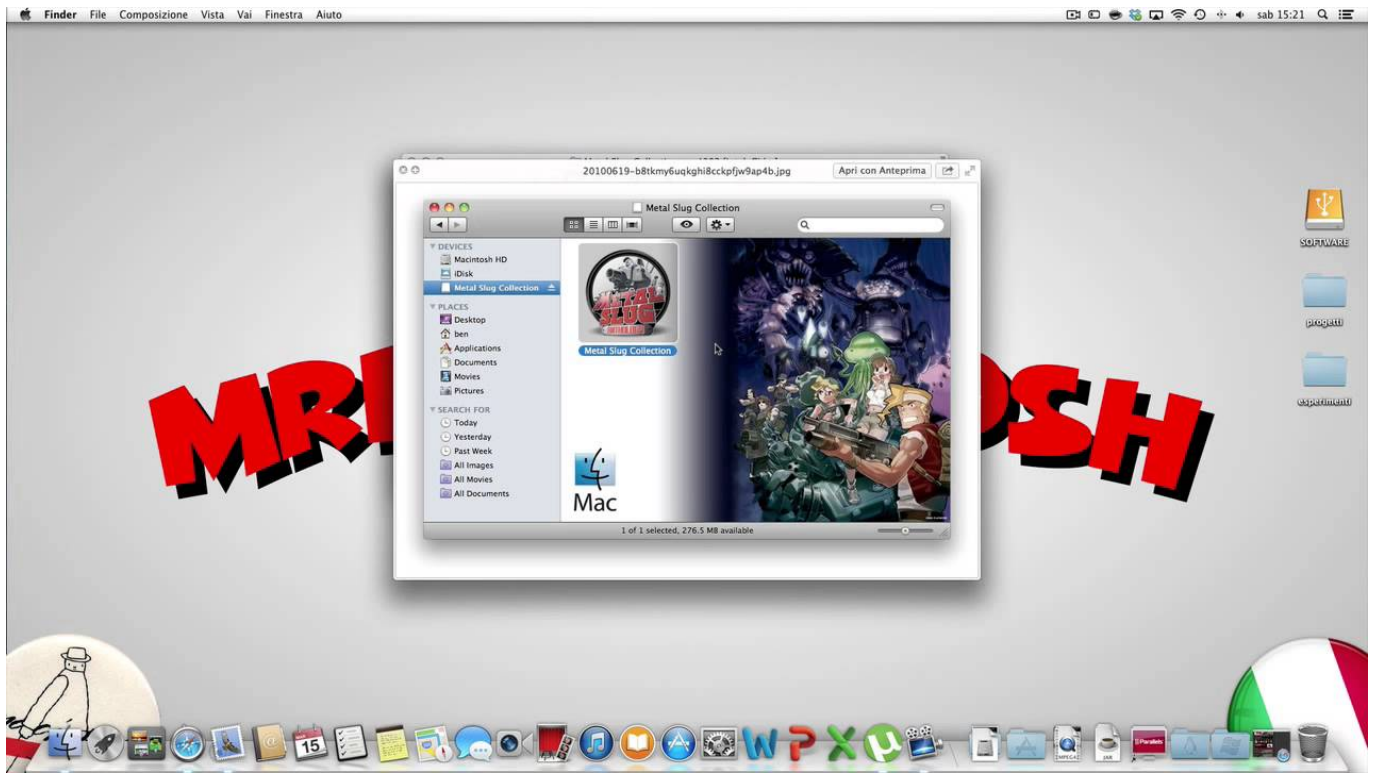 Finder File Composizione Vista Vai Finestra Aiuto
sab 15:21
20100619-b8tkmy6uqkghi8cckpfjw9ap4b.jpg
Apri con Anteprima
Metal Slug Collection
DEVICES
Macintosh HD
iDisk
Metal Slug Collection
PLACES
Desktop
ben
Applications
Documents
Movies
Pictures
SEARCH FOR
Today
Yesterday
Past Week
All Images
All Movies
All Documents
METAL
SLUG
Metal Slug Collection
Mac
1 of 1 selected, 276.5 MB available
SOFTWARE
progetti
esperimenti
15
Parallels